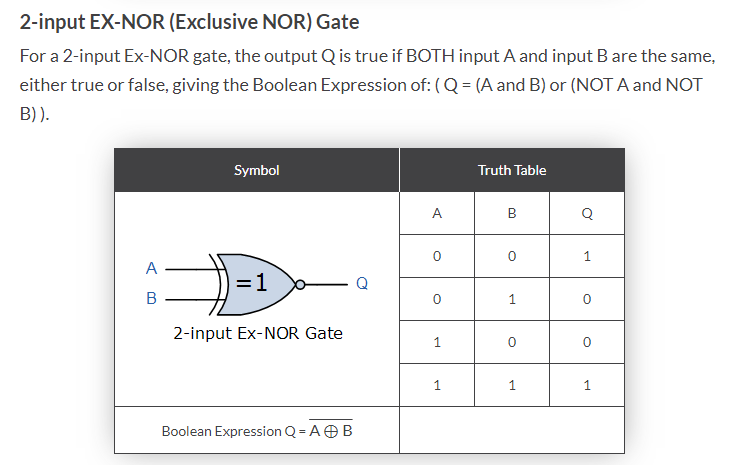 2-input EX-NOR (Exclusive NOR) Gate
For a 2-input Ex-NOR gate, the output Q is true if BOTH input A and input B are the same,
either true or false, giving the Boolean Expression of: ( Q = (A and B) or (NOT A and NOT
B) ).
Symbol Truth Table
A B Q
0 0 1
0 1 0
1 0 0
1 1 1
A
B
=1
Q
2-input Ex-NOR Gate
Boolean Expression Q = A̅ ̅⊕̅ ̅B̅